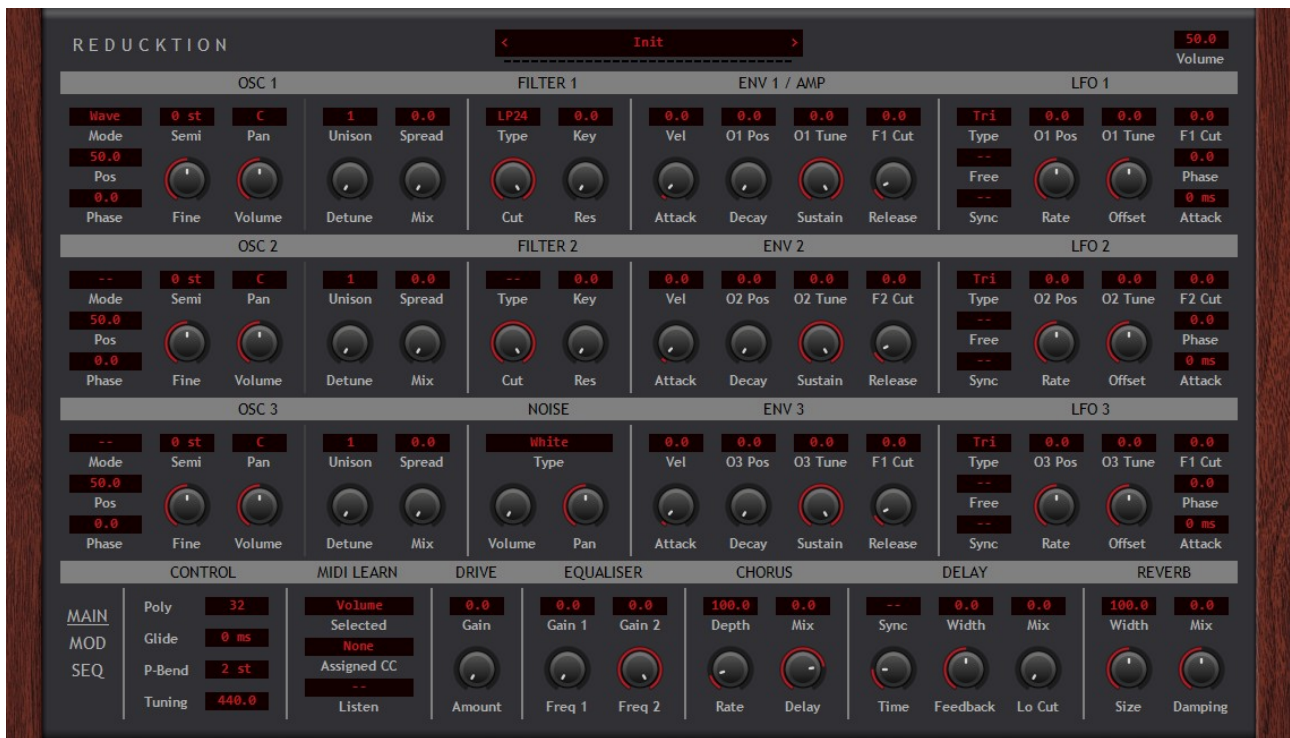 REDUCKTION < Init > 50.0
Volume
OSC 1 FILTER 1 ENV 1 / AMP LFO 1
Wave 0 st C 1 0.0 LP24 0.0 0.0 0.0 0.0 0.0 Tri 0.0 0.0 0.0
Mode Semi Pan Unison Spread Type Key Vel O1 Pos O1 Tune F1 Cut Type O1 Pos O1 Tune F1 Cut
50.0 -- 0.0
Pos Free Phase
0.0 -- 0 ms
Phase Fine Volume Detune Mix Cut Res Attack Decay Sustain Release Sync Rate Offset Attack
OSC 2 FILTER 2 ENV 2 LFO 2
-- 0 st C 1 0.0 -- 0.0 0.0 0.0 0.0 0.0 Tri 0.0 0.0 0.0
Mode Semi Pan Unison Spread Type Key Vel O2 Pos O2 Tune F2 Cut Type O2 Pos O2 Tune F2 Cut
50.0 -- 0.0
Pos Free Phase
0.0 -- 0 ms
Phase Fine Volume Detune Mix Cut Res Attack Decay Sustain Release Sync Rate Offset Attack
OSC 3 NOISE ENV 3 LFO 3
-- 0 st C 1 0.0 White 0.0 0.0 0.0 0.0 Tri 0.0 0.0 0.0
Mode Semi Pan Unison Spread Type Vel O3 Pos O3 Tune F1 Cut Type O3 Pos O3 Tune F1 Cut
50.0 -- 0.0
Pos Free Phase
0.0 -- 0 ms
Phase Fine Volume Detune Mix Volume Pan Attack Decay Sustain Release Sync Rate Offset Attack
CONTROL MIDI LEARN DRIVE EQUALISER CHORUS DELAY REVERB
MAIN Poly 32 Volume 0.0 0.0 0.0 100.0 0.0 -- 0.0 0.0 100.0 0.0
Selected Gain Gain 1 Gain 2 Depth Mix Sync Width Mix Width Mix
MOD Glide 0 ms None
SEQ P-Bend 2 st Assigned CC
Tuning 440.0 --
Listen Amount Freq 1 Freq 2 Rate Delay Time Feedback Lo Cut Size Damping